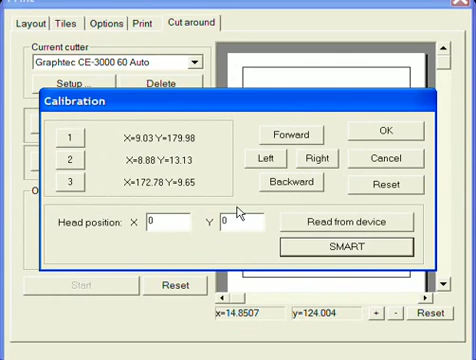 Layout Tiles Options Print Cut around
Current cutter
Graphtec CE-3000 60 Auto
Setup ... Delete
Calibration
1 X=9.03 Y=179.98
2 X=8.88 Y=13.13
3 X=172.78 Y=9.65
Forward
Left Right
Backward
OK
Cancel
Reset
Head position: X 0 Y 0 Read from device
SMART
Start Reset
x=14.8507 y=124.004 + - Reset